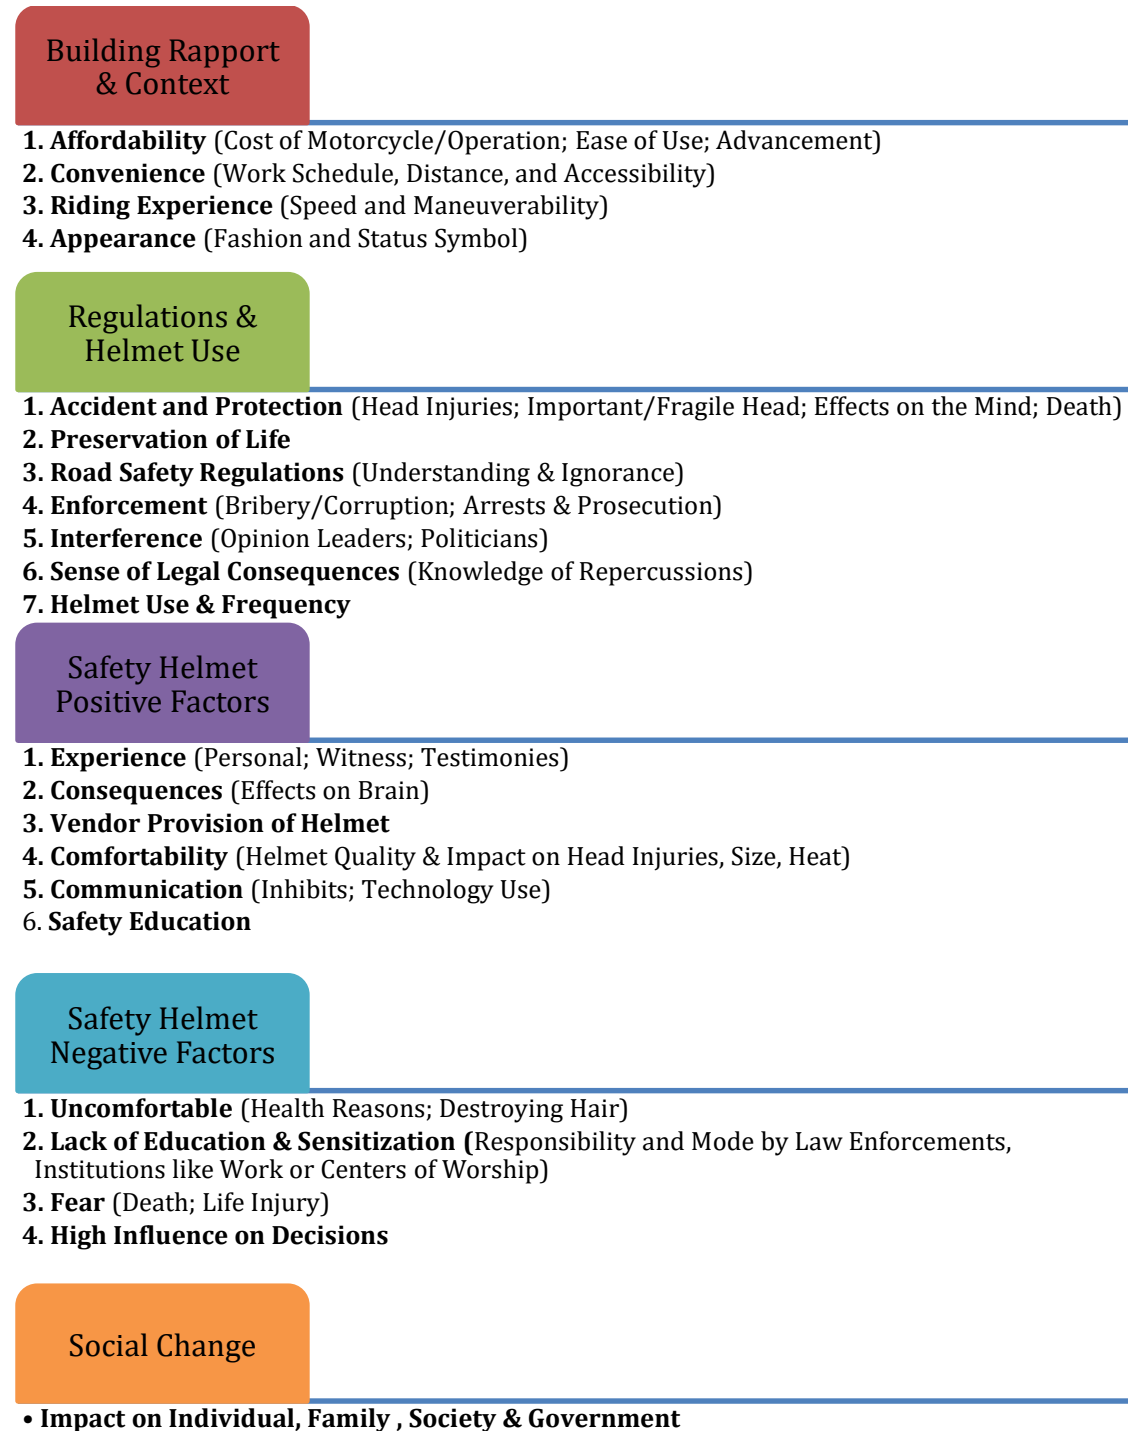 Building Rapport
& Context
1. Affordability (Cost of Motorcycle/Operation; Ease of Use; Advancement)
2. Convenience (Work Schedule, Distance, and Accessibility)
3. Riding Experience (Speed and Maneuverability)
4. Appearance (Fashion and Status Symbol)
Regulations &
Helmet Use
1. Accident and Protection (Head Injuries; Important/Fragile Head; Effects on the Mind; Death)
2. Preservation of Life
3. Road Safety Regulations (Understanding & Ignorance)
4. Enforcement (Bribery/Corruption; Arrests & Prosecution)
5. Interference (Opinion Leaders; Politicians)
6. Sense of Legal Consequences (Knowledge of Repercussions)
7. Helmet Use & Frequency
Safety Helmet
Positive Factors
1. Experience (Personal; Witness; Testimonies)
2. Consequences (Effects on Brain)
3. Vendor Provision of Helmet
4. Comfortability (Helmet Quality & Impact on Head Injuries, Size, Heat)
5. Communication (Inhibits; Technology Use)
6. Safety Education
Safety Helmet
Negative Factors
1. Uncomfortable (Health Reasons; Destroying Hair)
2. Lack of Education & Sensitization (Responsibility and Mode by Law Enforcements,
Institutions like Work or Centers of Worship)
3. Fear (Death; Life Injury)
4. High Influence on Decisions
Social Change
• Impact on Individual, Family , Society & Government